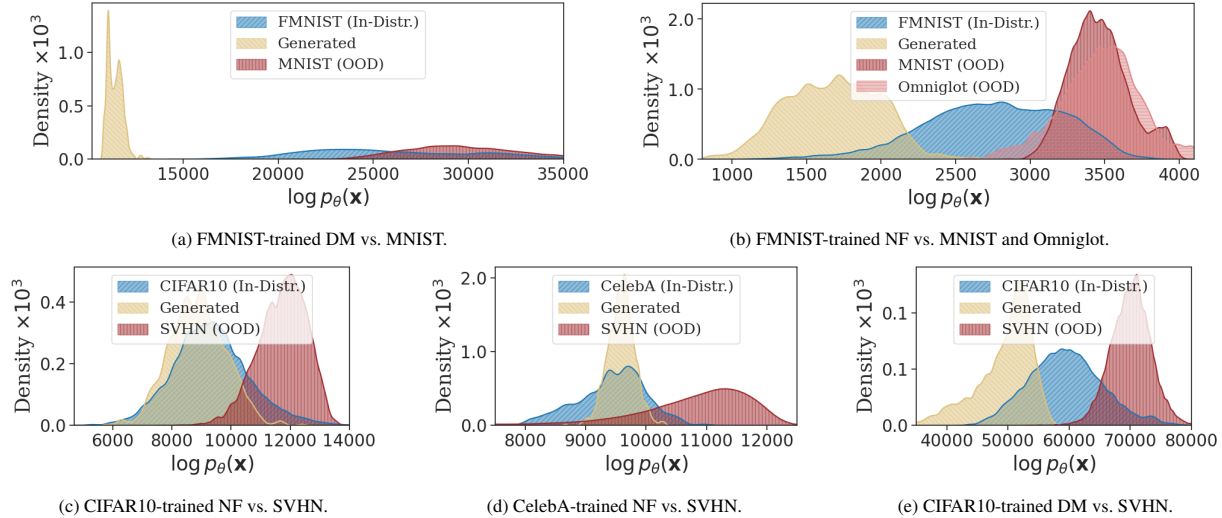 Density ×10³
1.0
0.5
0.0
FMNIST (In-Distr.)
Generated
MNIST (OOD)
15000 20000 25000 30000 35000
log pθ(x)
(a) FMNIST-trained DM vs. MNIST.
Density ×10³
2.0
1.0
0.0
FMNIST (In-Distr.)
Generated
MNIST (OOD)
Omniglot (OOD)
1000 1500 2000 2500 3000 3500 4000
log pθ(x)
(b) FMNIST-trained NF vs. MNIST and Omniglot.
Density ×10³
0.4
0.2
0.0
CIFAR10 (In-Distr.)
Generated
SVHN (OOD)
6000 8000 10000 12000 14000
log pθ(x)
(c) CIFAR10-trained NF vs. SVHN.
Density ×10³
2.0
1.0
0.0
CelebA (In-Distr.)
Generated
SVHN (OOD)
8000 9000 10000 11000 12000
log pθ(x)
(d) CelebA-trained NF vs. SVHN.
Density ×10³
0.1
0.1
0.0
CIFAR10 (In-Distr.)
Generated
SVHN (OOD)
40000 50000 60000 70000 80000
log pθ(x)
(e) CIFAR10-trained DM vs. SVHN.